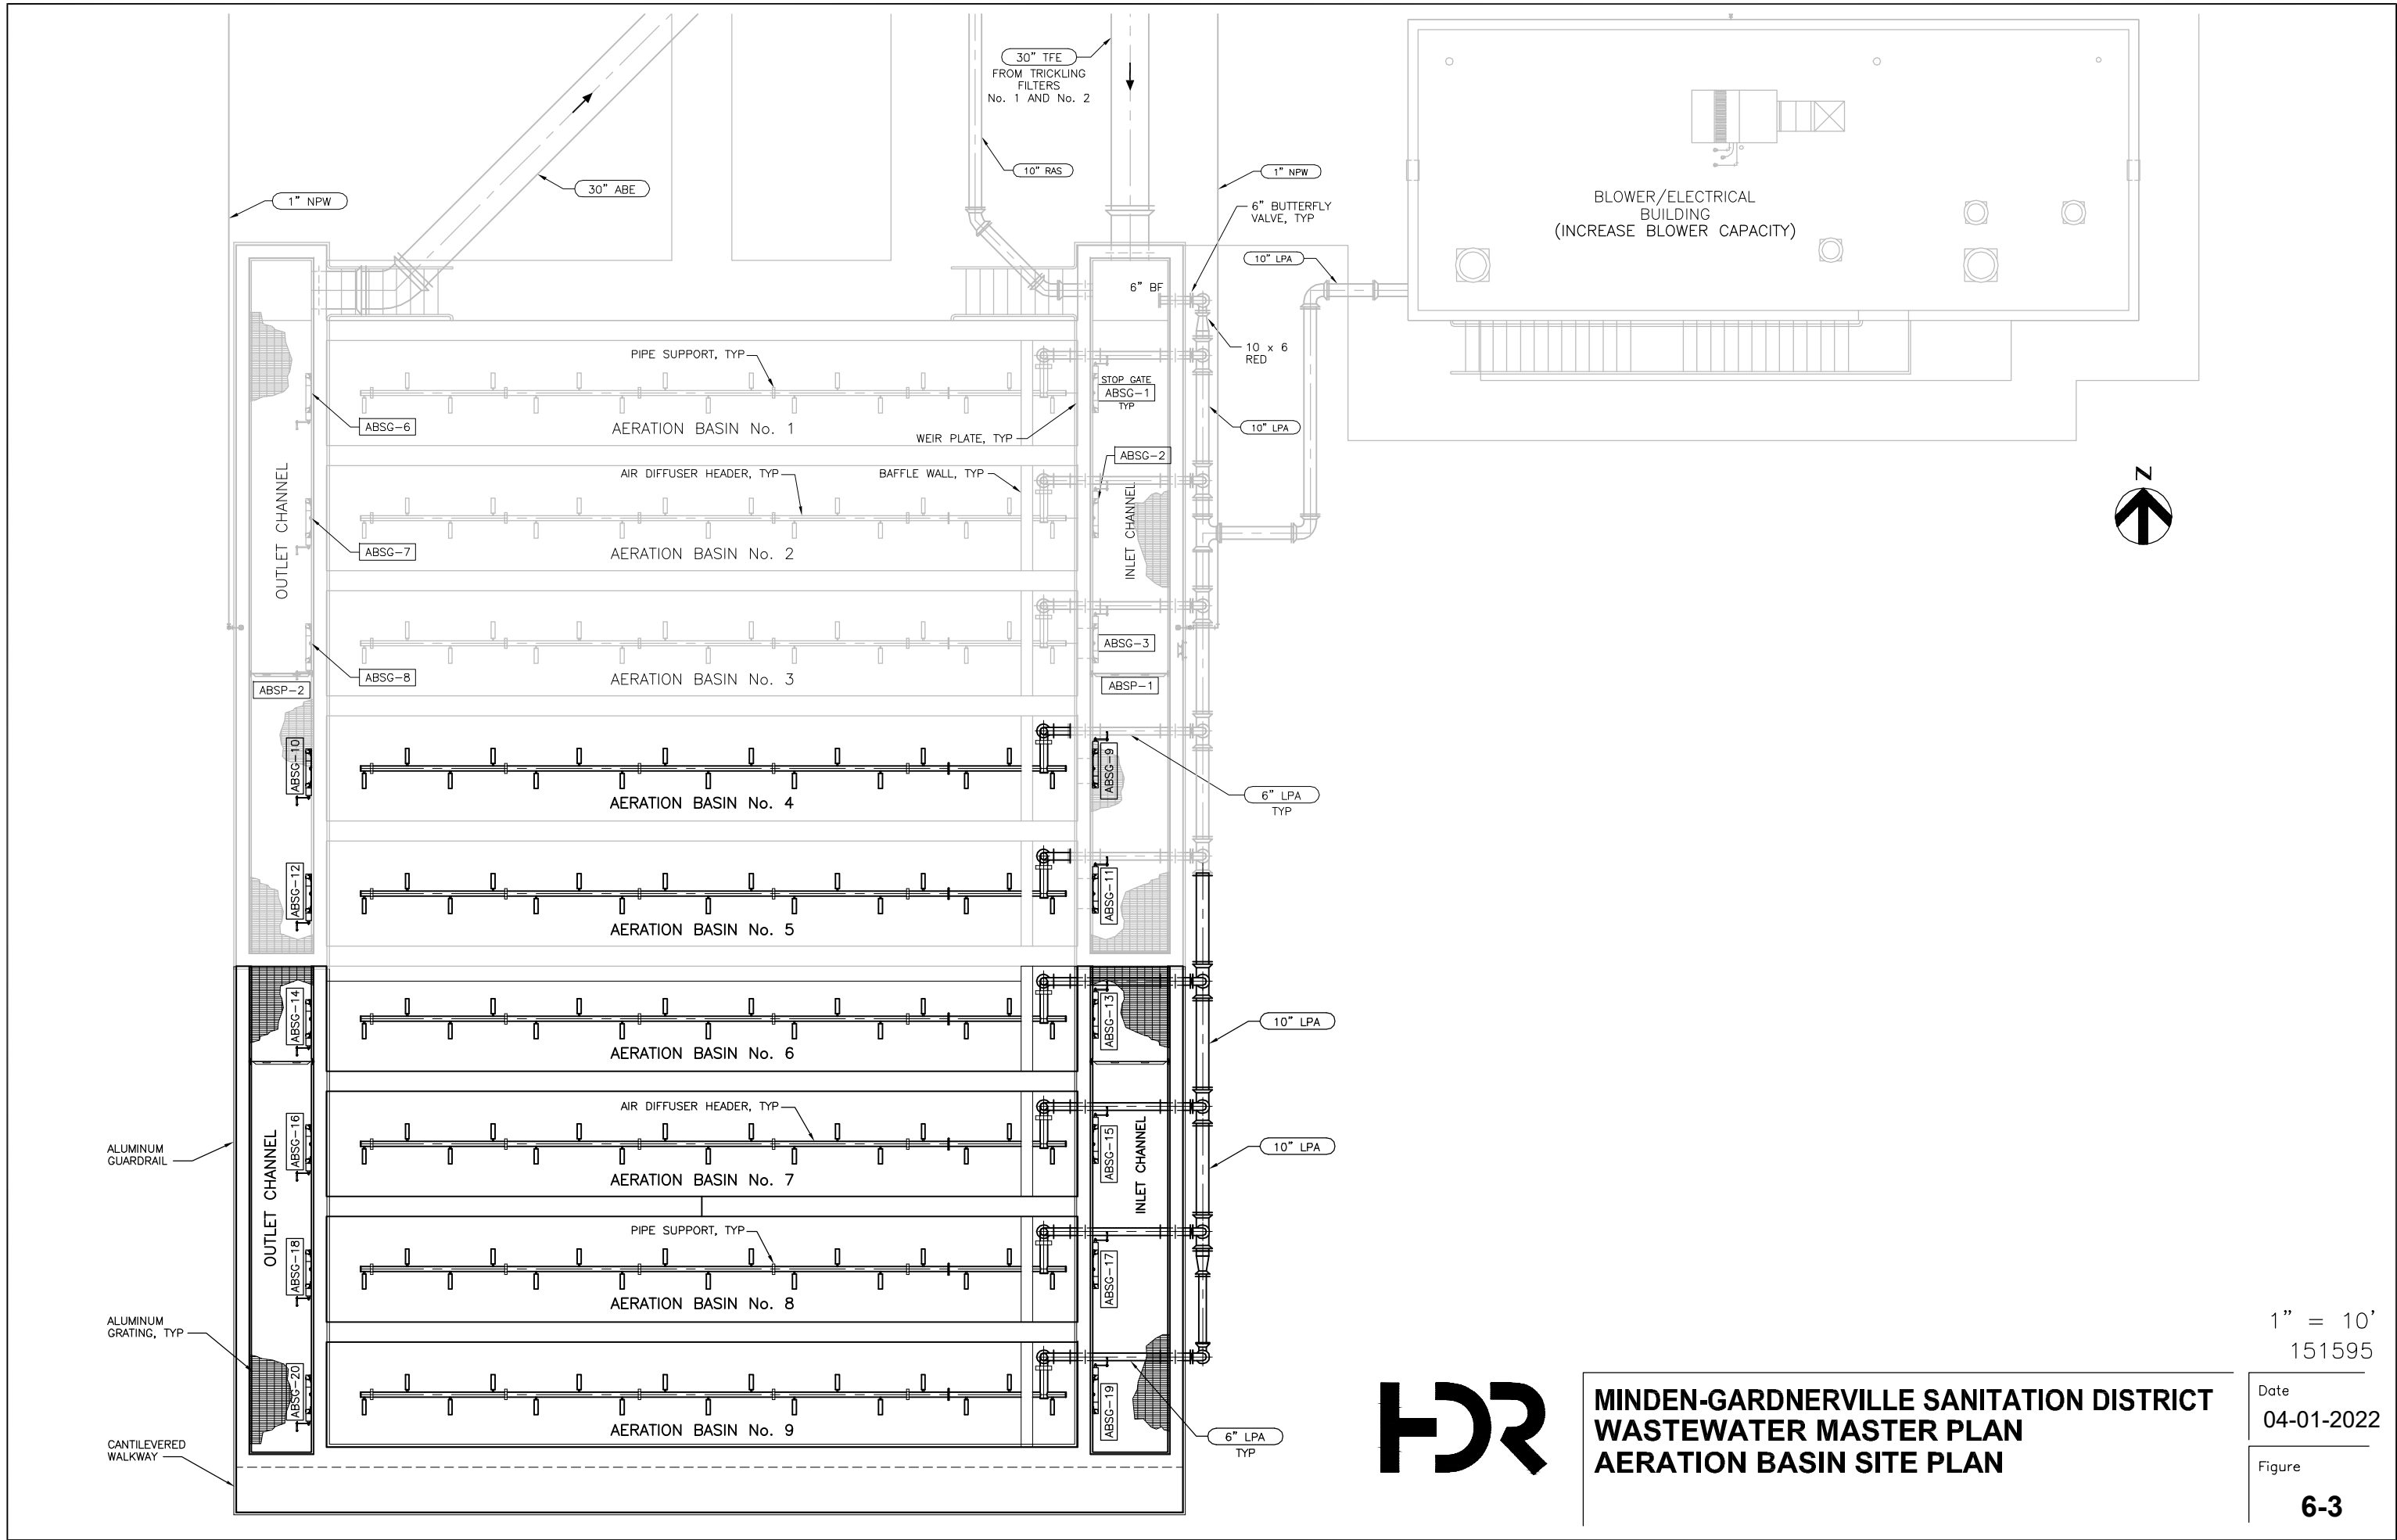 30" TFE
FROM TRICKLING
FILTERS
No. 1 AND No. 2
10" RAS
1" NPW
30" ABE
1" NPW
6" BUTTERFLY
VALVE, TYP
BLOWER/ELECTRICAL
BUILDING
(INCREASE BLOWER CAPACITY)
10" LPA
6" BF
10 x 6
RED
PIPE SUPPORT, TYP
STOP GATE
ABSG-1
TYP
ABSG-6
AERATION BASIN No. 1
WEIR PLATE, TYP
10" LPA
ABSG-2
AIR DIFFUSER HEADER, TYP
BAFFLE WALL, TYP
OUTLET CHANNEL
INLET CHANNEL
N
ABSG-7
AERATION BASIN No. 2
ABSG-3
ABSG-8
AERATION BASIN No. 3
ABSP-2
ABSP-1
ABSG-10
ABSG-9
AERATION BASIN No. 4
6" LPA
TYP
ABSG-12
ABSG-11
AERATION BASIN No. 5
ABSG-14
ABSG-13
10" LPA
AERATION BASIN No. 6
AIR DIFFUSER HEADER, TYP
ALUMINUM
GUARDRAIL
OUTLET CHANNEL
ABSG-16
ABSG-15
INLET CHANNEL
10" LPA
AERATION BASIN No. 7
PIPE SUPPORT, TYP
ABSG-18
ABSG-17
AERATION BASIN No. 8
ALUMINUM
GRATING, TYP
ABSG-20
ABSG-19
AERATION BASIN No. 9
CANTILEVERED
WALKWAY
6" LPA
TYP
1" = 10'
151595
HDR
MINDEN-GARDNERVILLE SANITATION DISTRICT
WASTEWATER MASTER PLAN
AERATION BASIN SITE PLAN
Date
04-01-2022
Figure
6-3